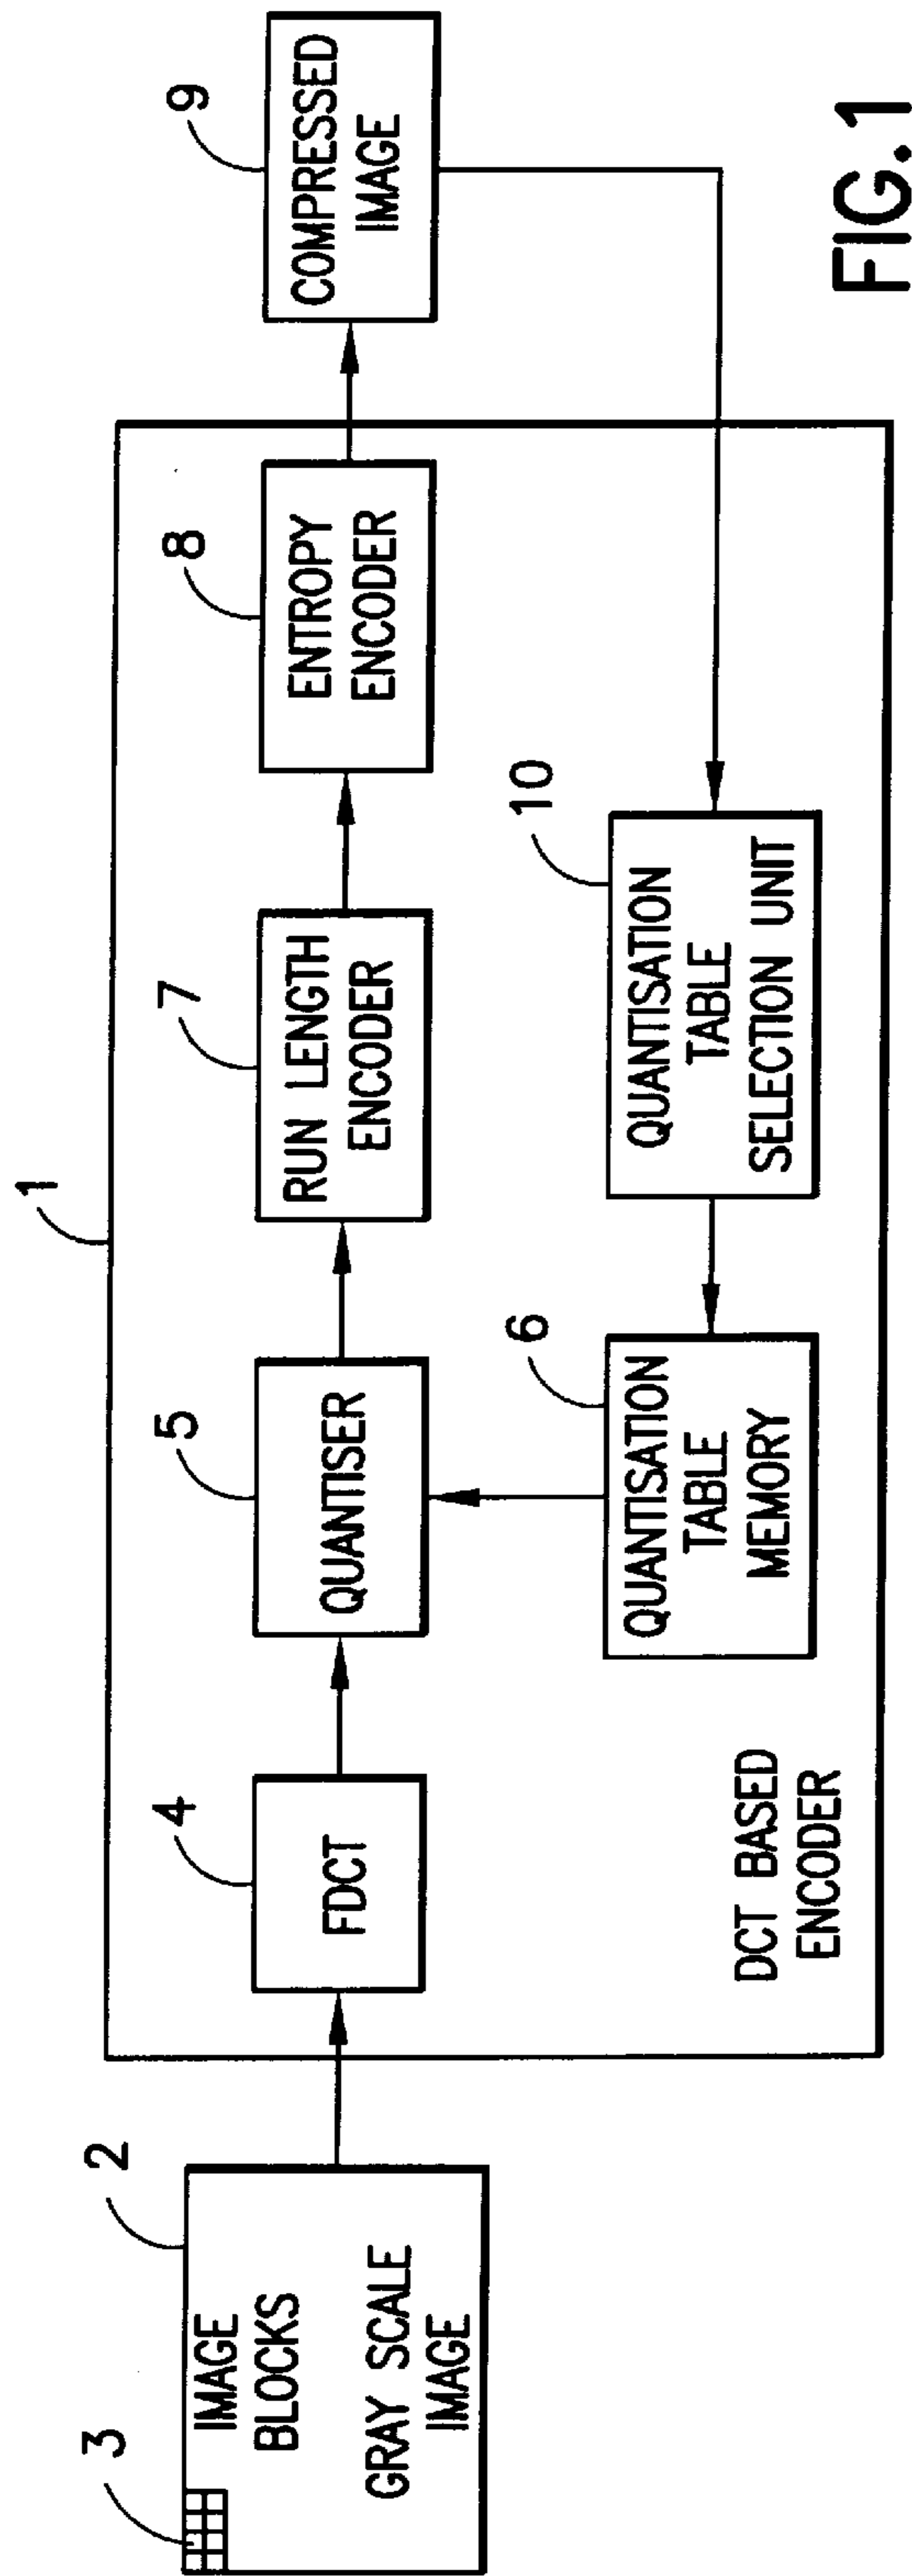 1
2
3
IMAGE
BLOCKS
GRAY SCALE
IMAGE
4
FDCT
5
QUANTISER
7
RUN LENGTH
ENCODER
8
ENTROPY
ENCODER
9
COMPRESSED
IMAGE
6
QUANTISATION
TABLE
MEMORY
10
QUANTISATION
TABLE
SELECTION UNIT
DCT BASED
ENCODER
FIG.1